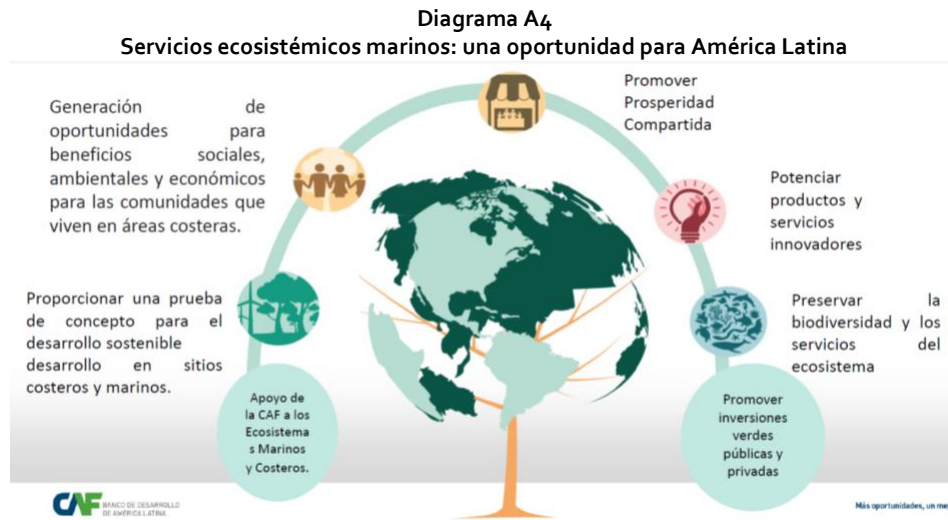 Diagrama A4
Servicios ecosistémicos marinos: una oportunidad para América Latina
Generación de
oportunidades para
beneficios sociales,
ambientales y económicos
para las comunidades que
viven en áreas costeras.
Promover
Prosperidad
Compartida
Potenciar
productos y
servicios
innovadores
Proporcionar una prueba
de concepto para el
desarrollo sostenible
desarrollo en sitios
costeros y marinos.
Preservar la
biodiversidad y los
servicios del
ecosistema
Apoyo de
la CAF a los
Ecosistema
s Marinos
y Costeros.
Promover
inversiones
verdes
públicas y
privadas
CAF BANCO DE DESARROLLO
DE AMÉRICA LATINA
Más oportunidades, un me